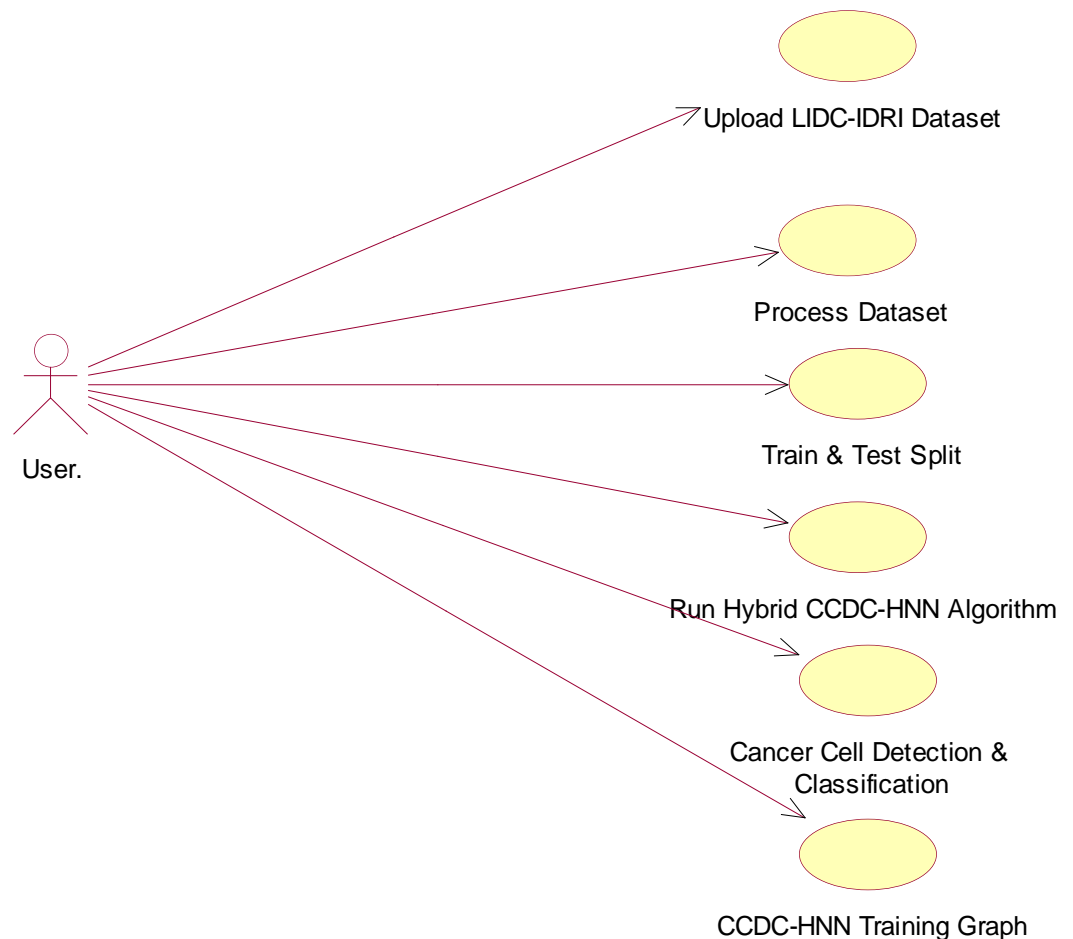 Upload LIDC-IDRI Dataset
Process Dataset
User.
Train & Test Split
Run Hybrid CCDC-HNN Algorithm
Cancer Cell Detection &
Classification
CCDC-HNN Training Graph